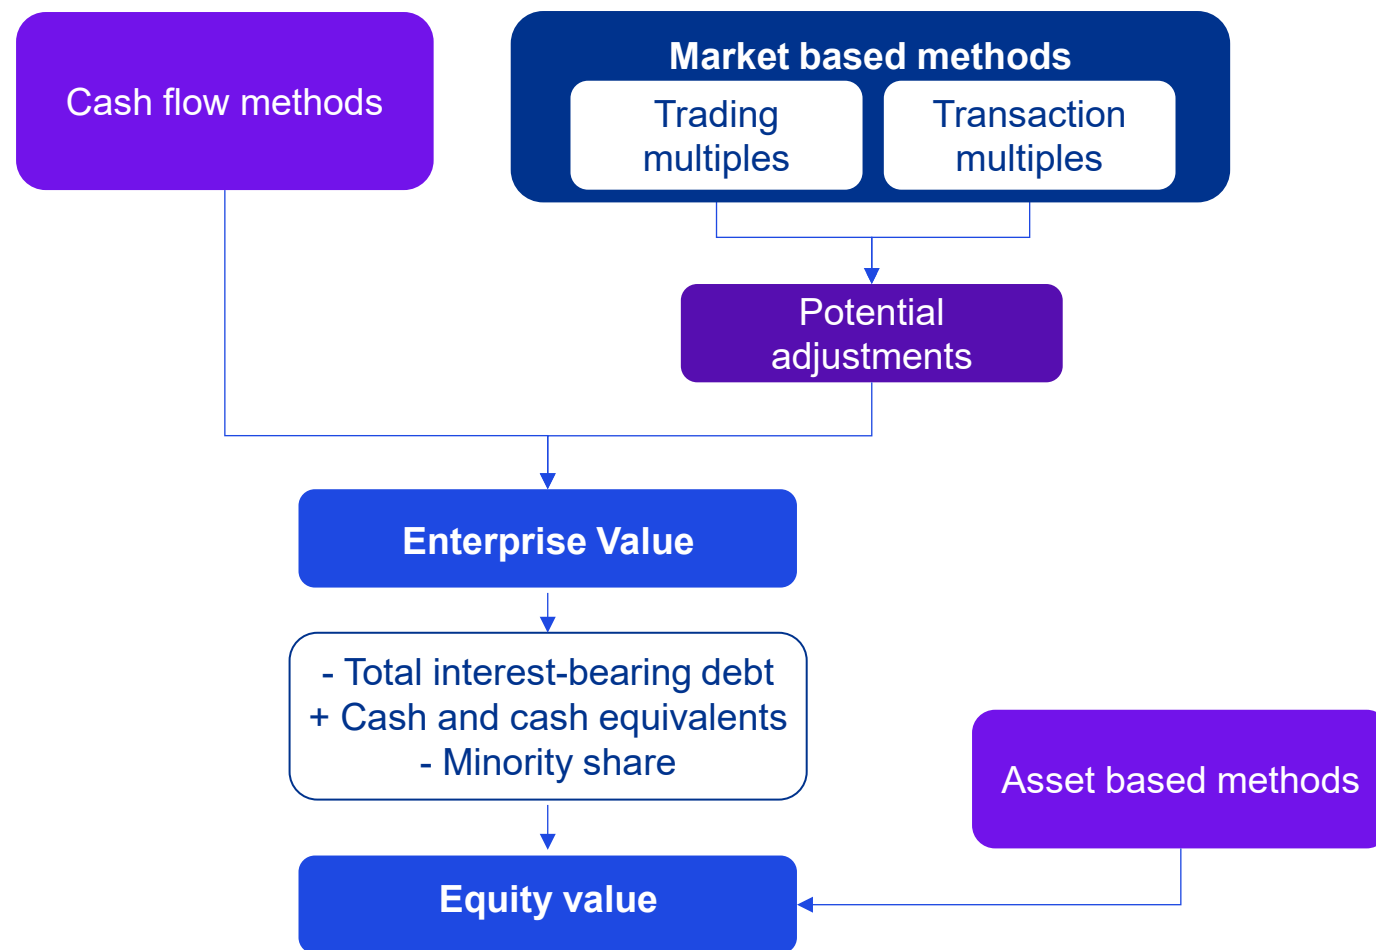 Cash flow methods
Market based methods
Trading
multiples
Transaction
multiples
Potential
adjustments
Enterprise Value
- Total interest-bearing debt
+ Cash and cash equivalents
- Minority share
Asset based methods
Equity value